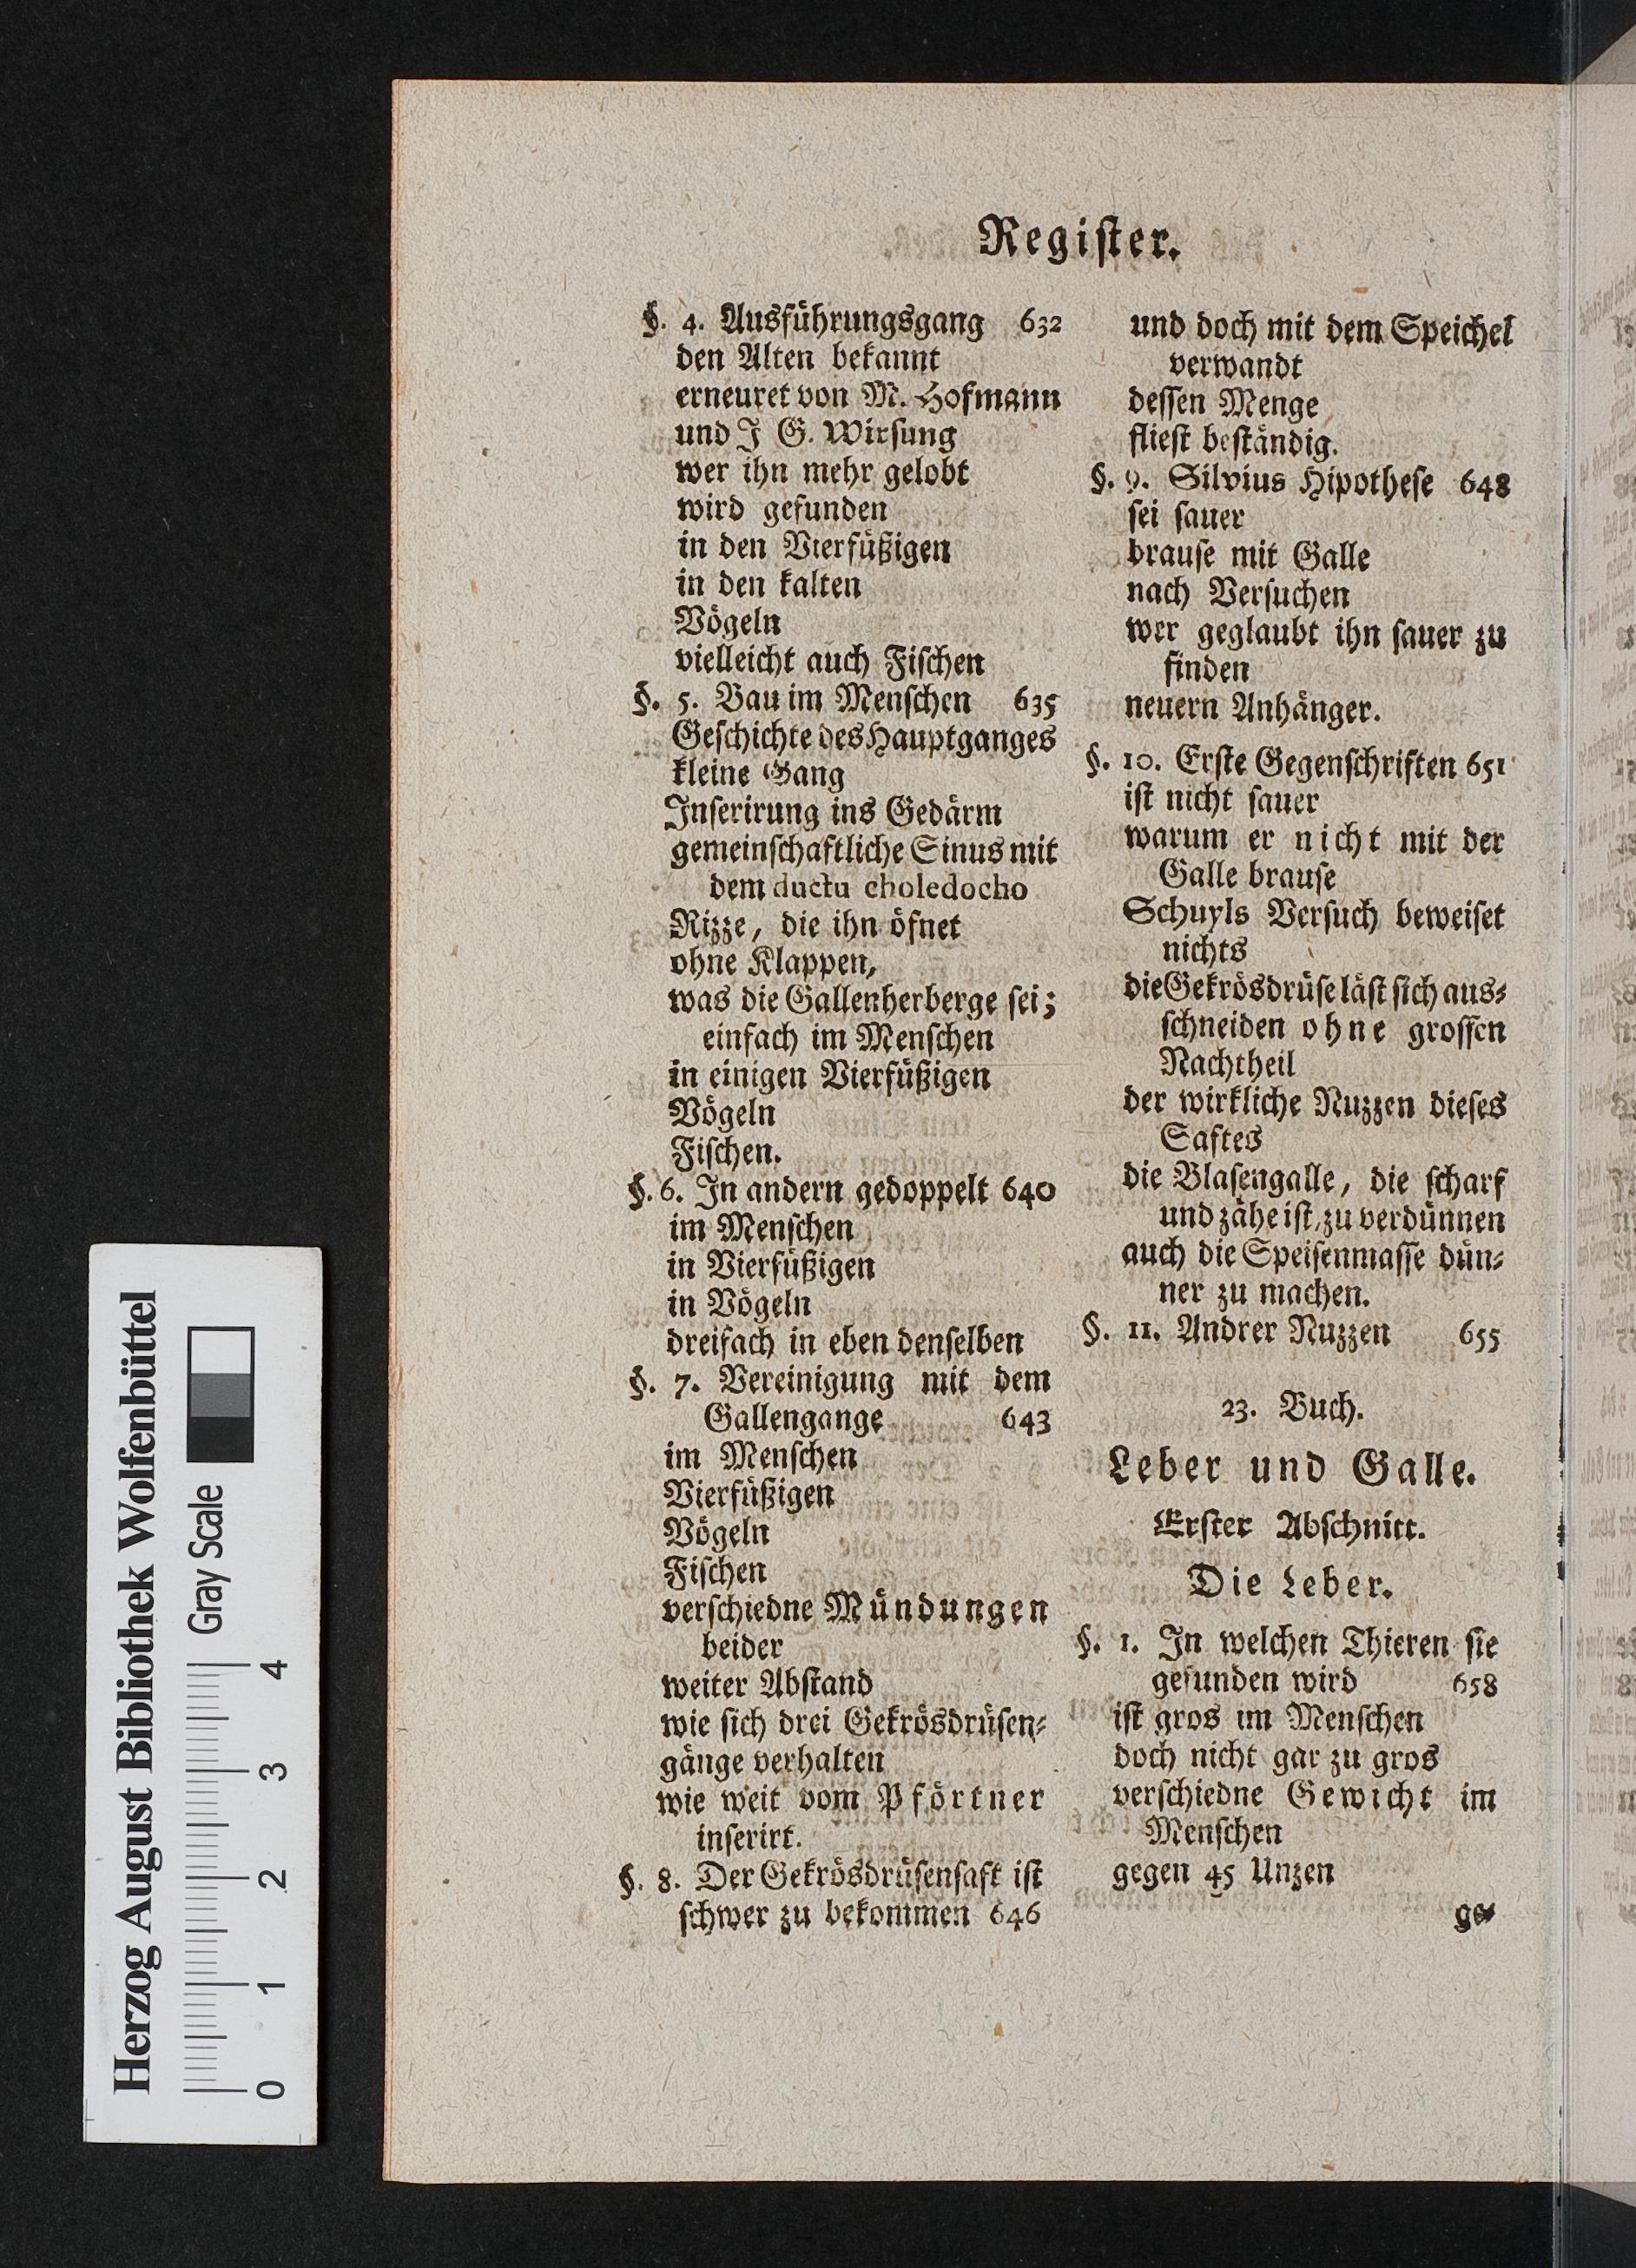 Regiſter.
§. 4. Ausführungsgang 632
den Alten bekannt
erneuret von M. Hofmann
und J G. Wirſung
wer ihn mehr gelobt
wird gefunden
in den Vierfüßigen
in den kalten
Vögeln
vielleicht auch Fiſchen
§. 5. Bau im Menſchen 635
Geſchichte des Hauptganges
kleine Gang
Inſerirung ins Gedärm
gemeinſchaftliche Sinus mit
dem ductu choledocho
Rizze, die ihn öfnet
ohne Klappen,
was die Gallenherberge ſei;
einfach im Menſchen
in einigen Vierfüßigen
Vögeln
Fiſchen.
§. 6. In andern gedoppelt 640
im Menſchen
in Vierfüßigen
in Vögeln
dreifach in eben denſelben
§. 7. Vereinigung mit dem
Gallengange 643
im Menſchen
Vierfüßigen
Vögeln
Fiſchen
verſchiedne Mündungen
beider
weiter Abſtand
wie ſich drei Gekrösdrüſen⸗
gänge verhalten
wie weit vom Pförtner
inſerirt.
§. 8. Der Gekrösdrüſenſaft iſt
ſchwer zu bekommen 646
und doch mit dem Speichel
verwandt
deſſen Menge
flieſt beſtändig.
§. 9. Silvius Hipotheſe 648
ſei ſauer
brauſe mit Galle
nach Verſuchen
wer geglaubt ihn ſauer zu
finden
neuern Anhänger.
§. 10. Erſte Gegenſchriften 651
iſt nicht ſauer
warum er nicht mit der
Galle brauſe
Schuyls Verſuch beweiſet
nichts
die Gekrösdrüſe läſt ſich aus⸗
ſchneiden ohne groſſen
Nachtheil
der wirkliche Nuzzen dieſes
Saftes
die Blaſengalle, die ſcharf
und zähe iſt, zu verdünnen
auch die Speiſenmaſſe dün⸗
ner zu machen.
§. 11. Andrer Nuzzen 655
23. Buch.
Leber und Galle.
Erſter Abſchnitt.
Die Leber.
§. 1. In welchen Thieren ſie
gefunden wird 658
iſt gros im Menſchen
doch nicht gar zu gros
verſchiedne Gewicht im
Menſchen
gegen 45 Unzen
ge⸗
Herzog August Bibliothek Wolfenbüttel
Gray Scale
0 1 2 3 4